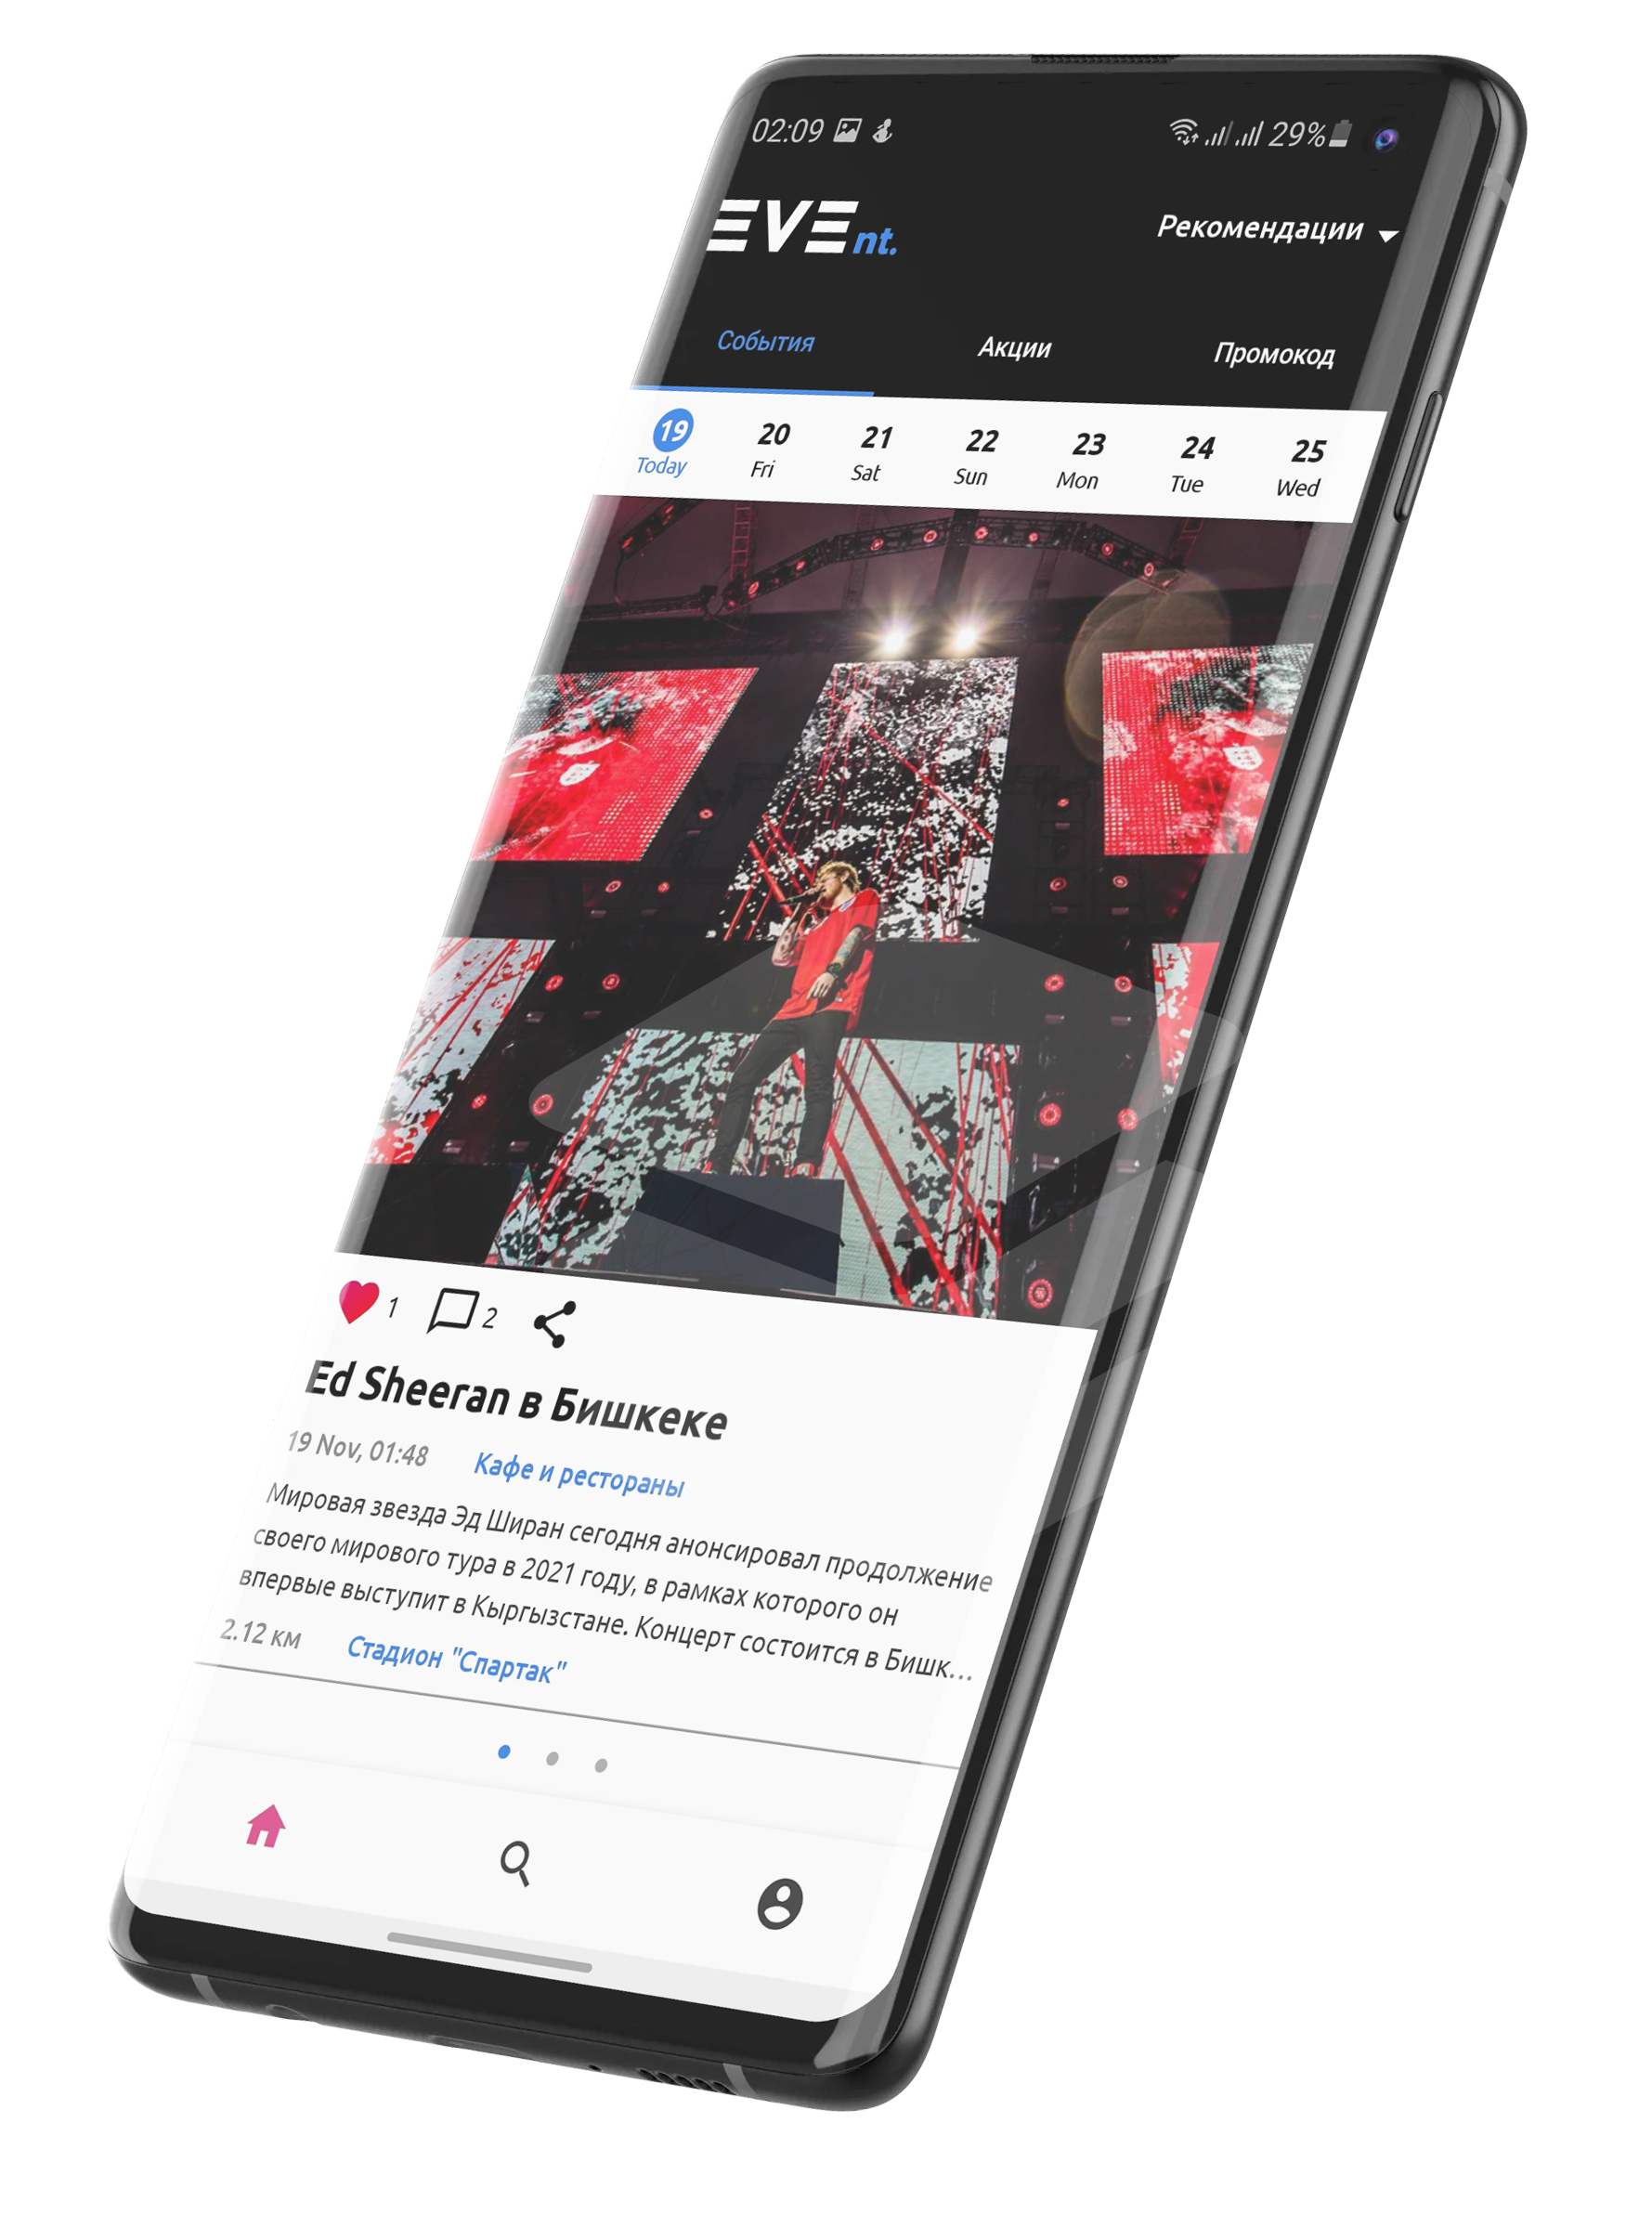 02:09 29%
EVEnt. Рекомендации
События Акции Промокод
19 20 21 22 23 24 25
Today Fri Sat Sun Mon Tue Wed
1 2
Ed Sheeran в Бишкеке
19 Nov, 01:48 Кафе и рестораны
Мировая звезда Эд Ширан сегодня анонсировал продолжение
своего мирового тура в 2021 году, в рамках которого он
впервые выступит в Кыргызстане. Концерт состоится в Бишк...
2.12 км Стадион "Спартак"